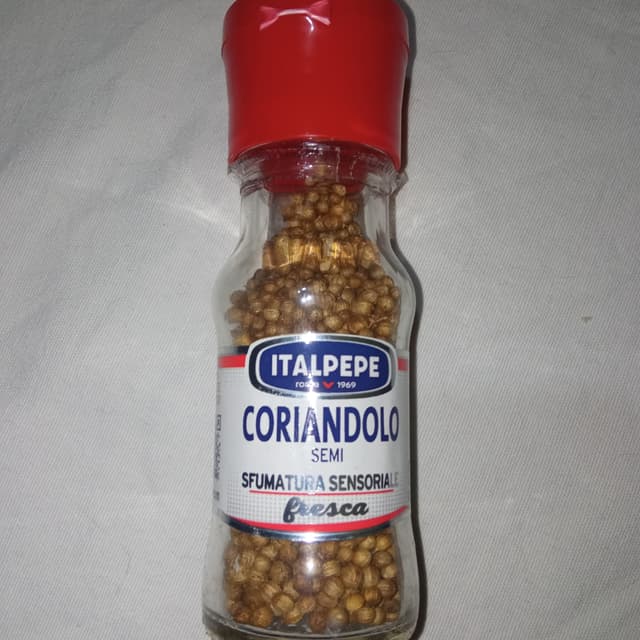 ITALPEPE
ROMA 1969
CORIANDOLO
SEMI
SFUMATURA SENSORIALE
fresca